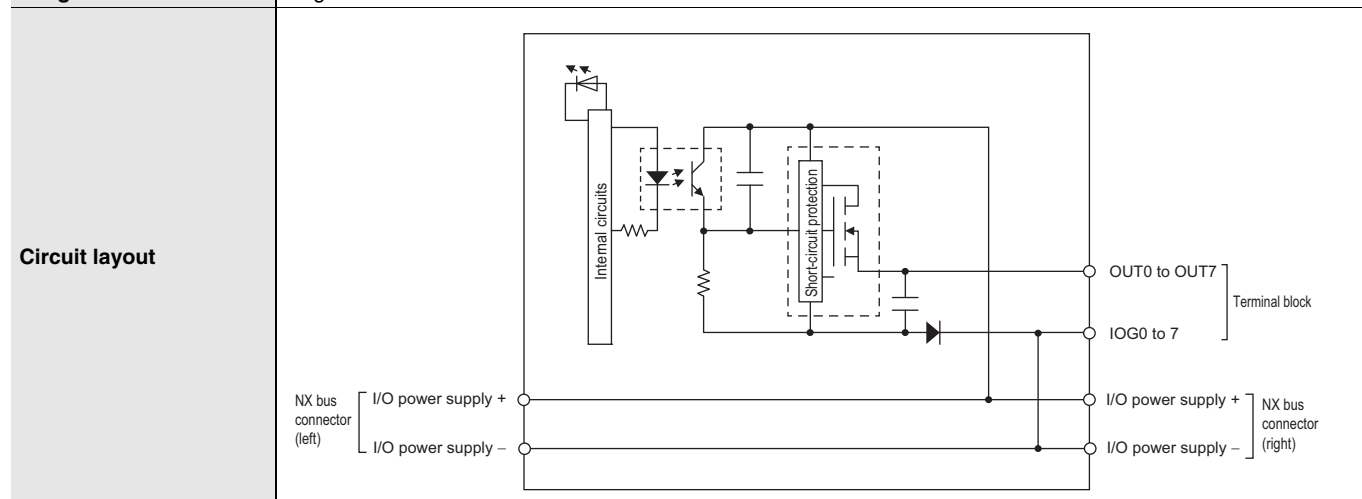 Circuit layout
Internal circuits
Short-circuit protection
OUT0 to OUT7
Terminal block
IOG0 to 7
NX bus
connector
(left)
I/O power supply +
I/O power supply –
I/O power supply +
I/O power supply –
NX bus
connector
(right)